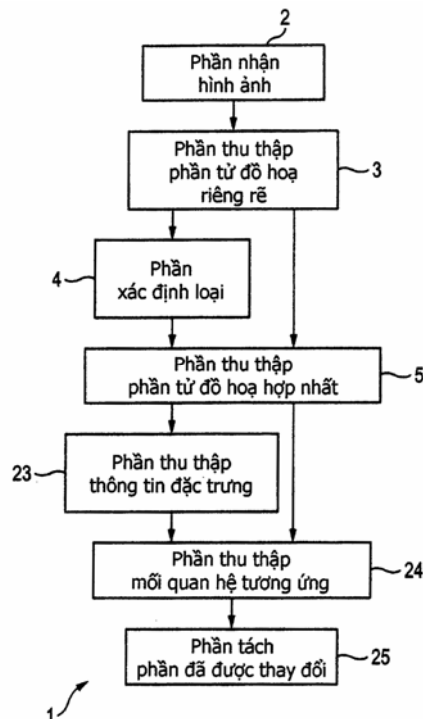 2
Phần nhận
hình ảnh
Phần thu thập
phần tử đồ hoạ
riêng rẽ
3
4
Phần
xác định loại
Phần thu thập
phần tử đồ hoạ hợp nhất
5
23
Phần thu thập
thông tin đặc trưng
Phần thu thập
mối quan hệ tương ứng
24
Phần tách
phần đã được thay đổi
25
1